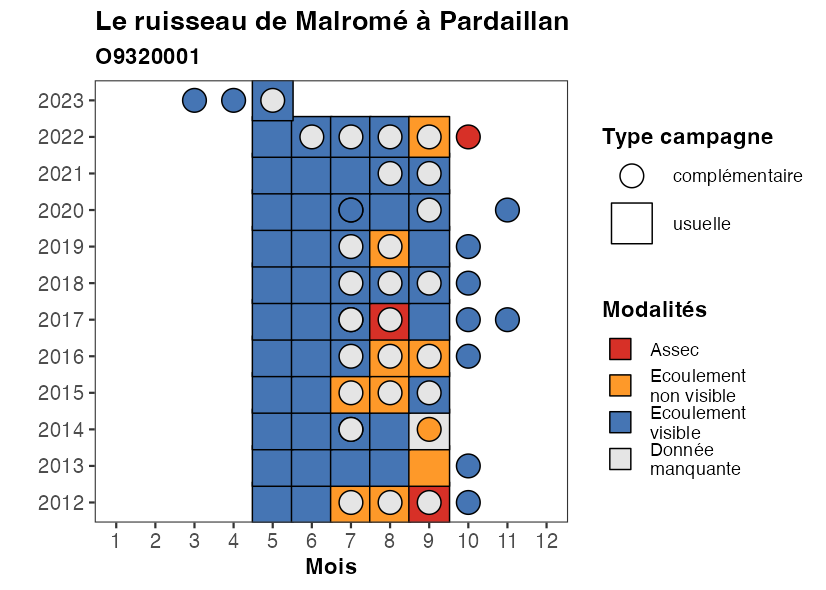 Le ruisseau de Malromé à Pardaillan
O9320001
2023
2022
2021
2020
2019
2018
2017
2016
2015
2014
2013
2012
1 2 3 4 5 6 7 8 9 10 11 12
Mois
Type campagne
complémentaire
usuelle
Modalités
Assec
Ecoulement
non visible
Ecoulement
visible
Donnée
manquante